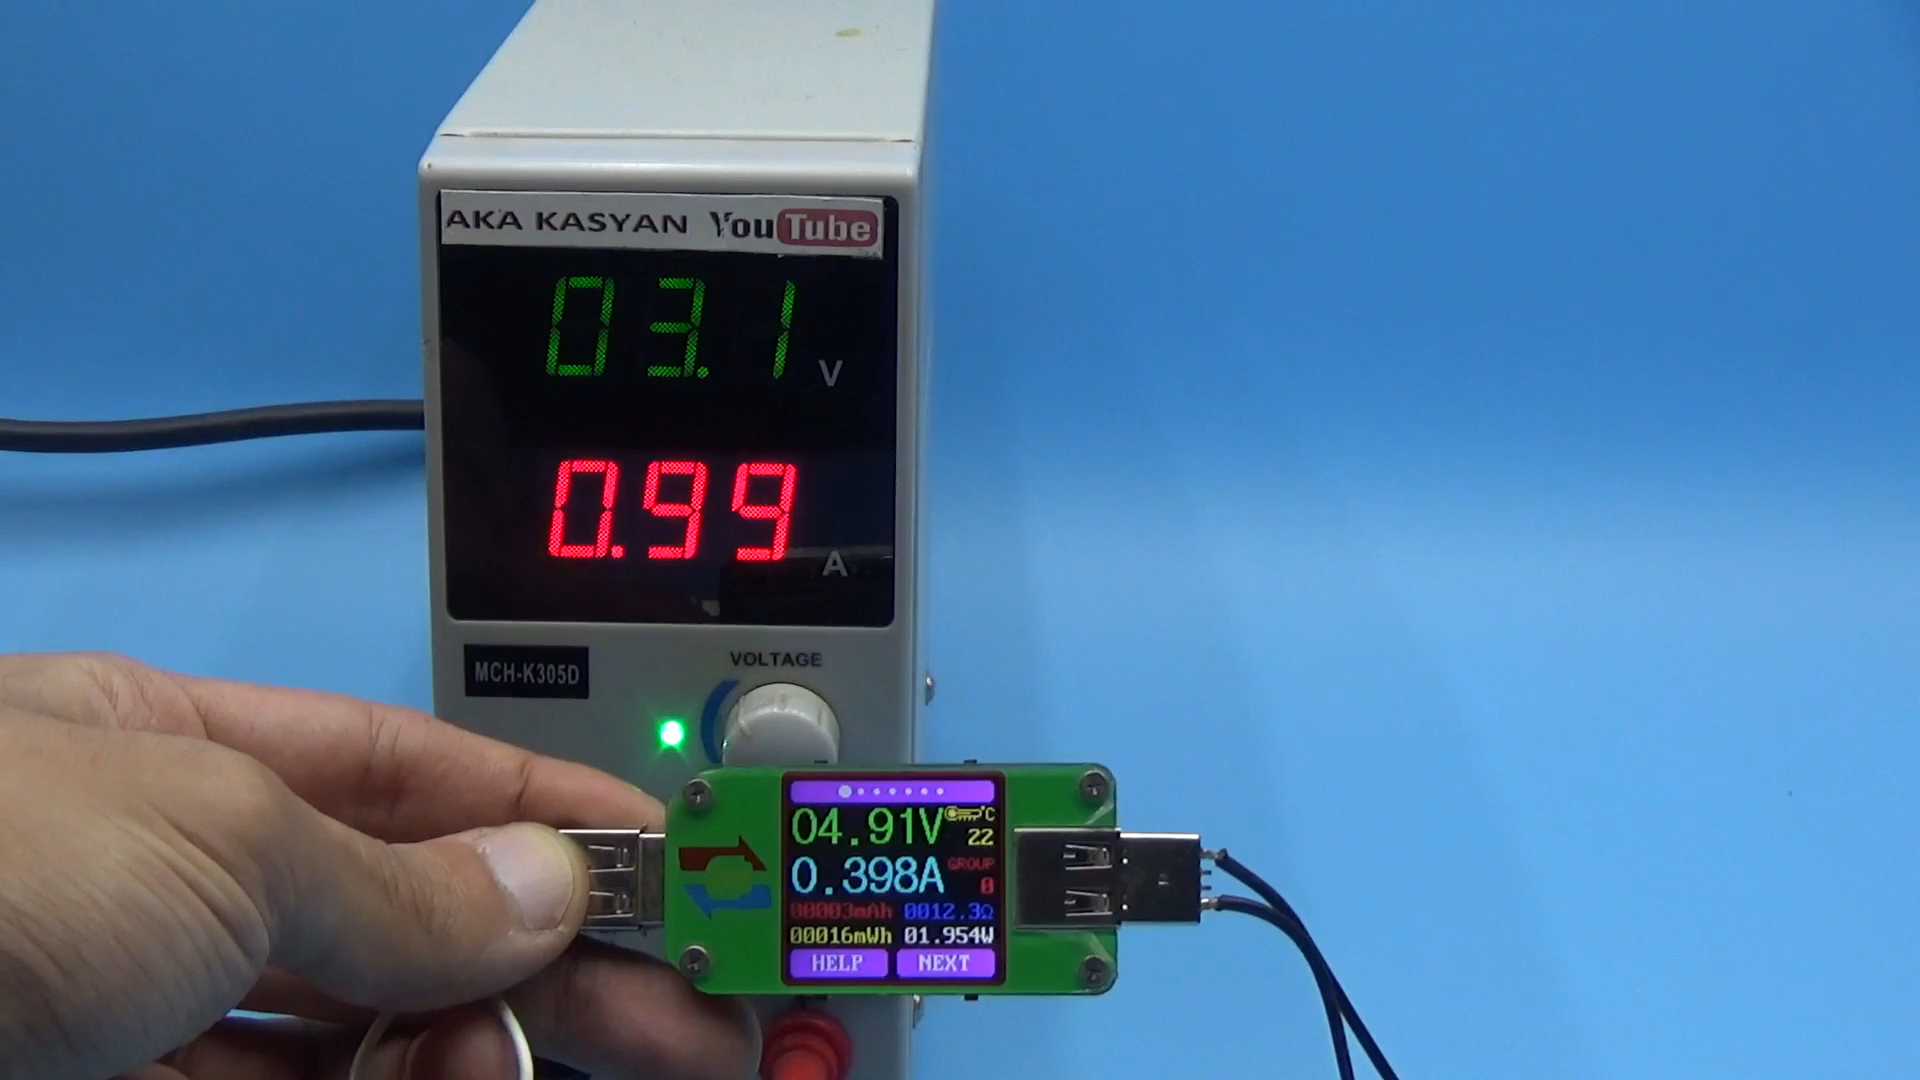 AKA KASYAN YouTube
03.1 V
0.99 A
MCH-K305D
VOLTAGE
04.91V °C
22
0.398A GROUP
0
00003mAh 0012.3Ω
00016mWh 01.954W
HELP NEXT